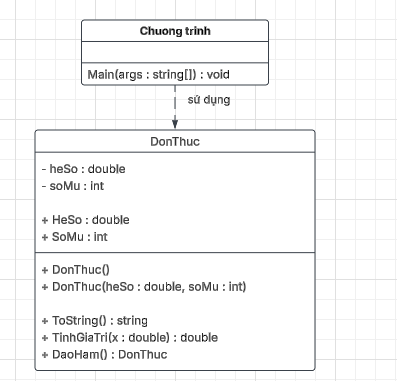 Chuong trinh
Main(args : string[]) : void
sử dụng
DonThuc
- heSo : double
- soMu : int
+ HeSo : double
+ SoMu : int
+ DonThuc()
+ DonThuc(heSo : double, soMu : int)
+ ToString() : string
+ TinhGiaTri(x : double) : double
+ DaoHam() : DonThuc